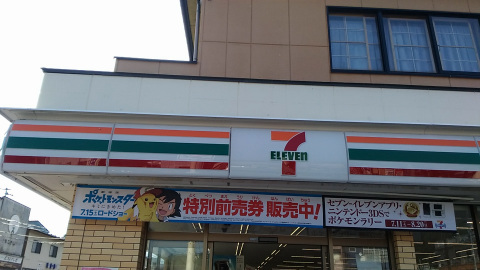 ELEVEN
ポケットモンスター
7.15(土)ロードショー
特別前売券 販売中!
セブン-イレブンアプリ・
ニンテンドー3DSで
ポケモンラリー